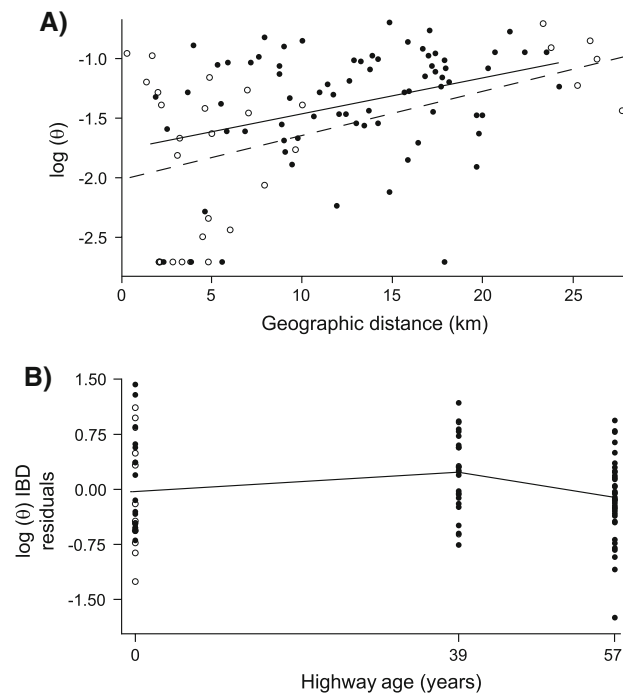 A)
log (θ)
-1.0
-1.5
-2.0
-2.5
0 5 10 15 20 25
Geographic distance (km)
B)
log (θ) IBD
residuals
1.50
0.75
0.00
-0.75
-1.50
0 39 57
Highway age (years)